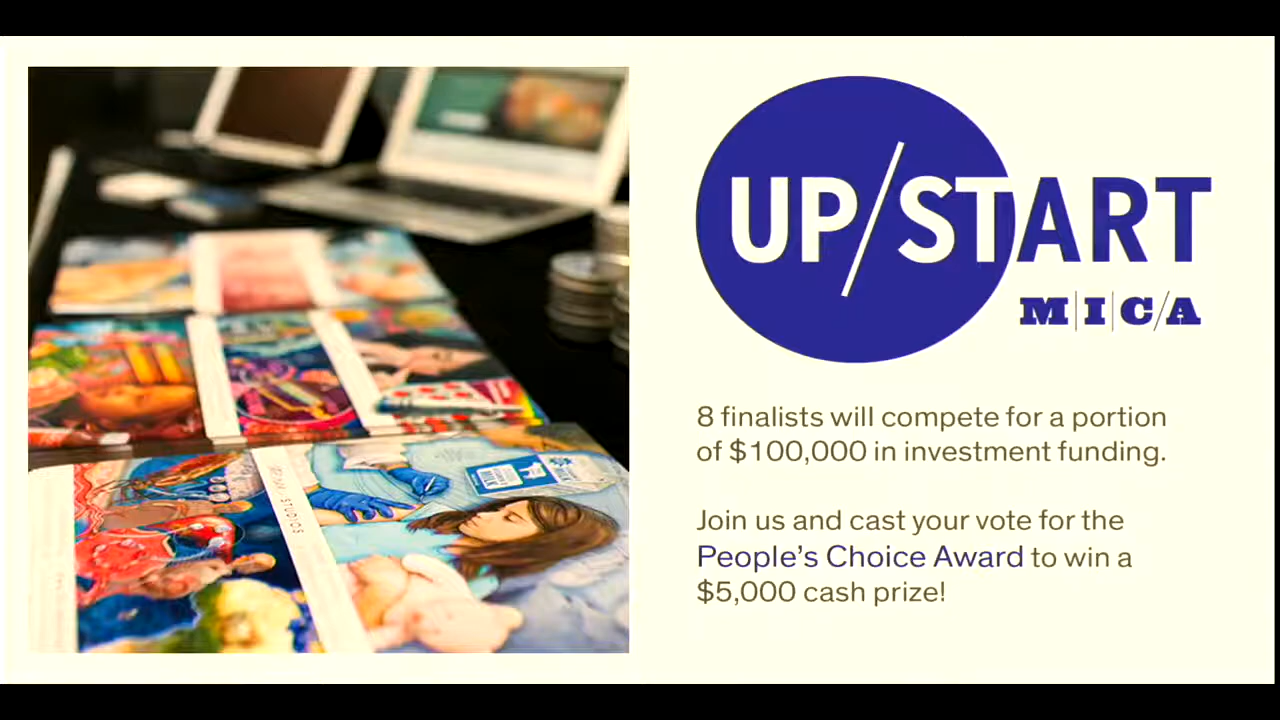 UP/START
M|I|C/A
8 finalists will compete for a portion
of $100,000 in investment funding.
Join us and cast your vote for the
People's Choice Award to win a
$5,000 cash prize!
STUDIOS